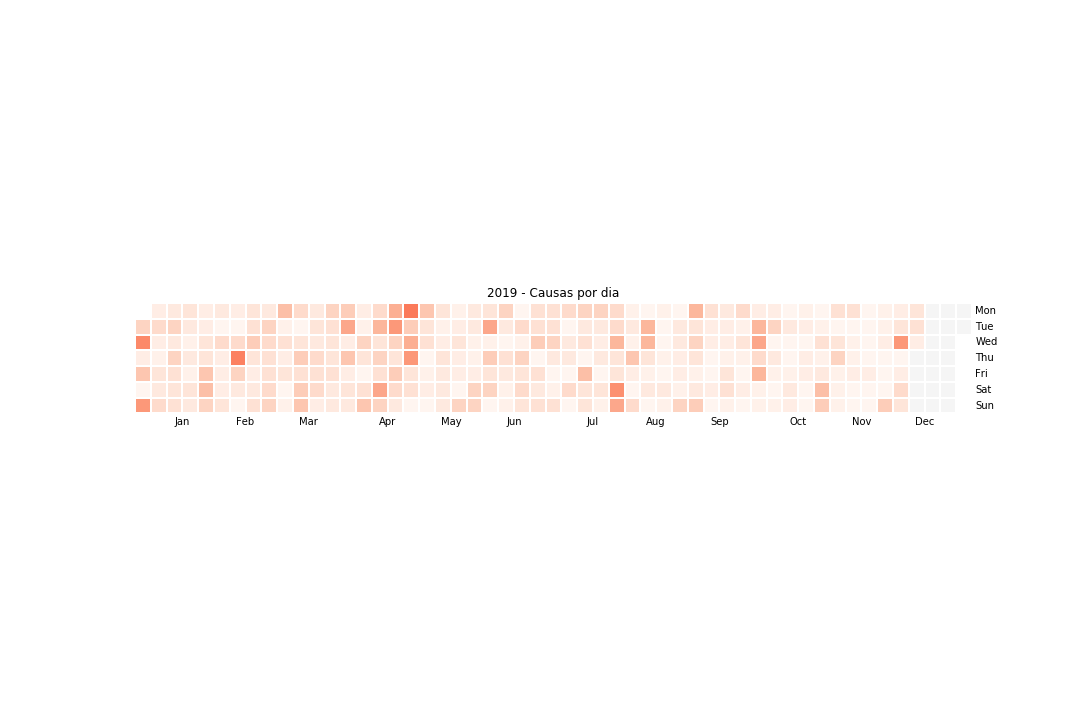 2019 - Causas por dia
Mon
Tue
Wed
Thu
Fri
Sat
Sun
Jan Feb Mar Apr May Jun Jul Aug Sep Oct Nov Dec